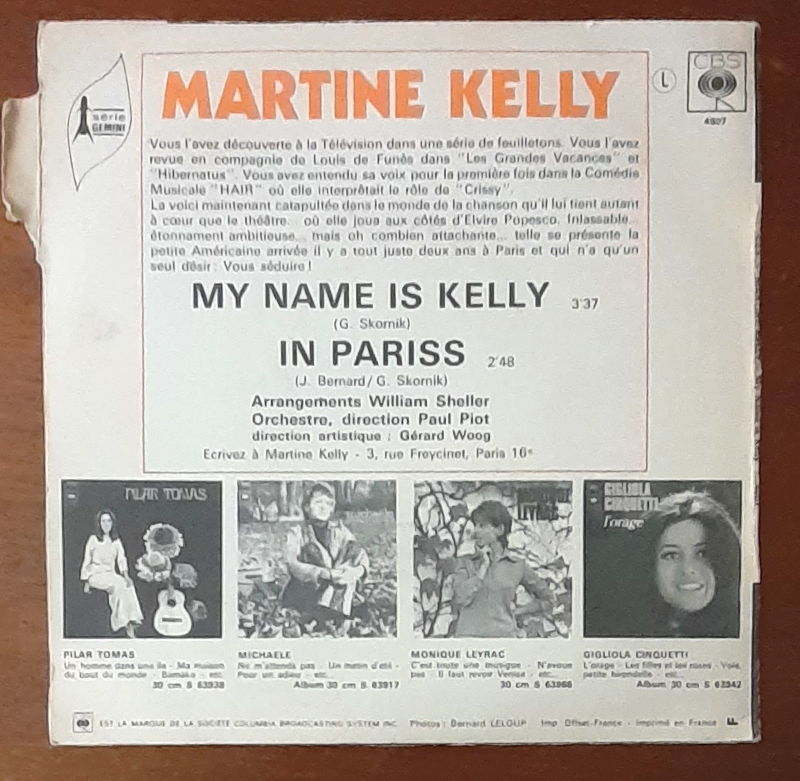 MARTINE KELLY
L
CBS
4807
série
GEMINI
Vous l'avez découverte à la Télévision dans une série de feuilletons. Vous l'avez
revue en compagnie de Louis de Funès dans "Les Grandes Vacances" et
"Hibernatus". Vous avez entendu sa voix pour la première fois dans la Comédie
Musicale "HAIR" où elle interprêtait le rôle de "Crissy".
La voici maintenant catapultée dans le monde de la chanson qu'il lui tient autant
à cœur que le théâtre... où elle joua aux côtés d'Elvire Popesco. Inlassable...
étonnament ambitieuse... mais oh combien attachante... telle se présente la
petite Américaine arrivée il y a tout juste deux ans à Paris et qui n'a qu'un
seul désir : Vous séduire !
MY NAME IS KELLY 3'37
(G. Skornik)
IN PARISS 2'48
(J. Bernard/G. Skornik)
Arrangements William Sheller
Orchestre, direction Paul Piot
direction artistique : Gérard Woog
Ecrivez à Martine Kelly - 3, rue Freycinet, Paris 16e
PILAR TOMAS
GIGLIOLA
CINQUETTI
l'orage
LEYRAC
PILAR TOMAS
Un homme dans une île - Ma maison
du bout du monde - Bamako - etc...
30 cm S 63938
MICHAELE
Ne m'attends pas - Un matin d'été -
Pour un adieu - etc...
Album 30 cm S 63917
MONIQUE LEYRAC
C'est toute une musique - N'avoue
pas - Il faut revoir Venise - etc...
30 cm S 63966
GIGLIOLA CINQUETTI
L'orage - Les filles et les roses - Vole,
petite hirondelle - etc...
Album 30 cm S
EST LA MARQUE DE LA SOCIÉTÉ COLUMBIA BROADCASTING SYSTEM INC. Photos : Bernard LELOUP Imp. Offset-France - Imprimé en France